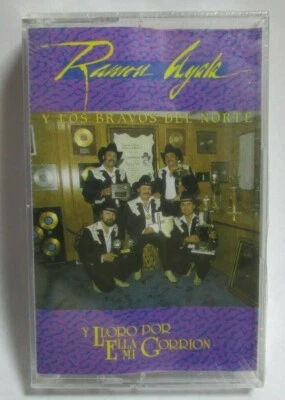 Ramon Ayala
Y LOS BRAVOS DEL NORTE
Y LLORO POR
ELLA MI GORRION